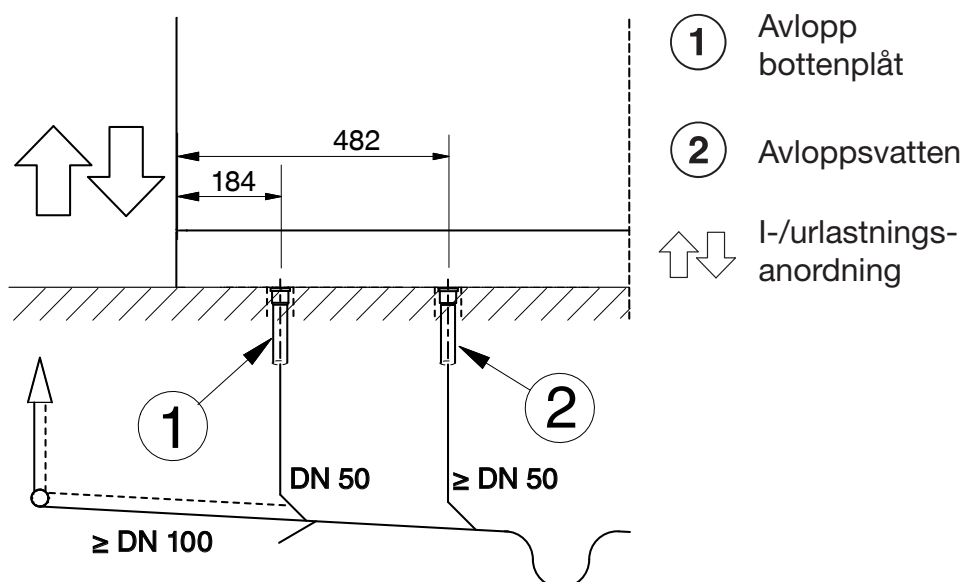 482
184
1
2
DN 50
≥ DN 50
≥ DN 100
1
Avlopp
bottenplåt
2
Avloppsvatten
I-/urlastnings-
anordning